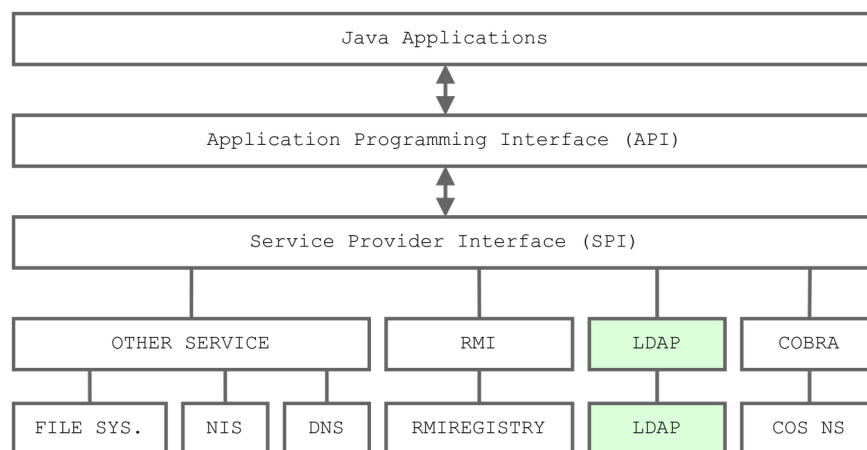 Java Applications
Application Programming Interface (API)
Service Provider Interface (SPI)
OTHER SERVICE RMI LDAP COBRA
FILE SYS. NIS DNS RMIREGISTRY LDAP COS NS